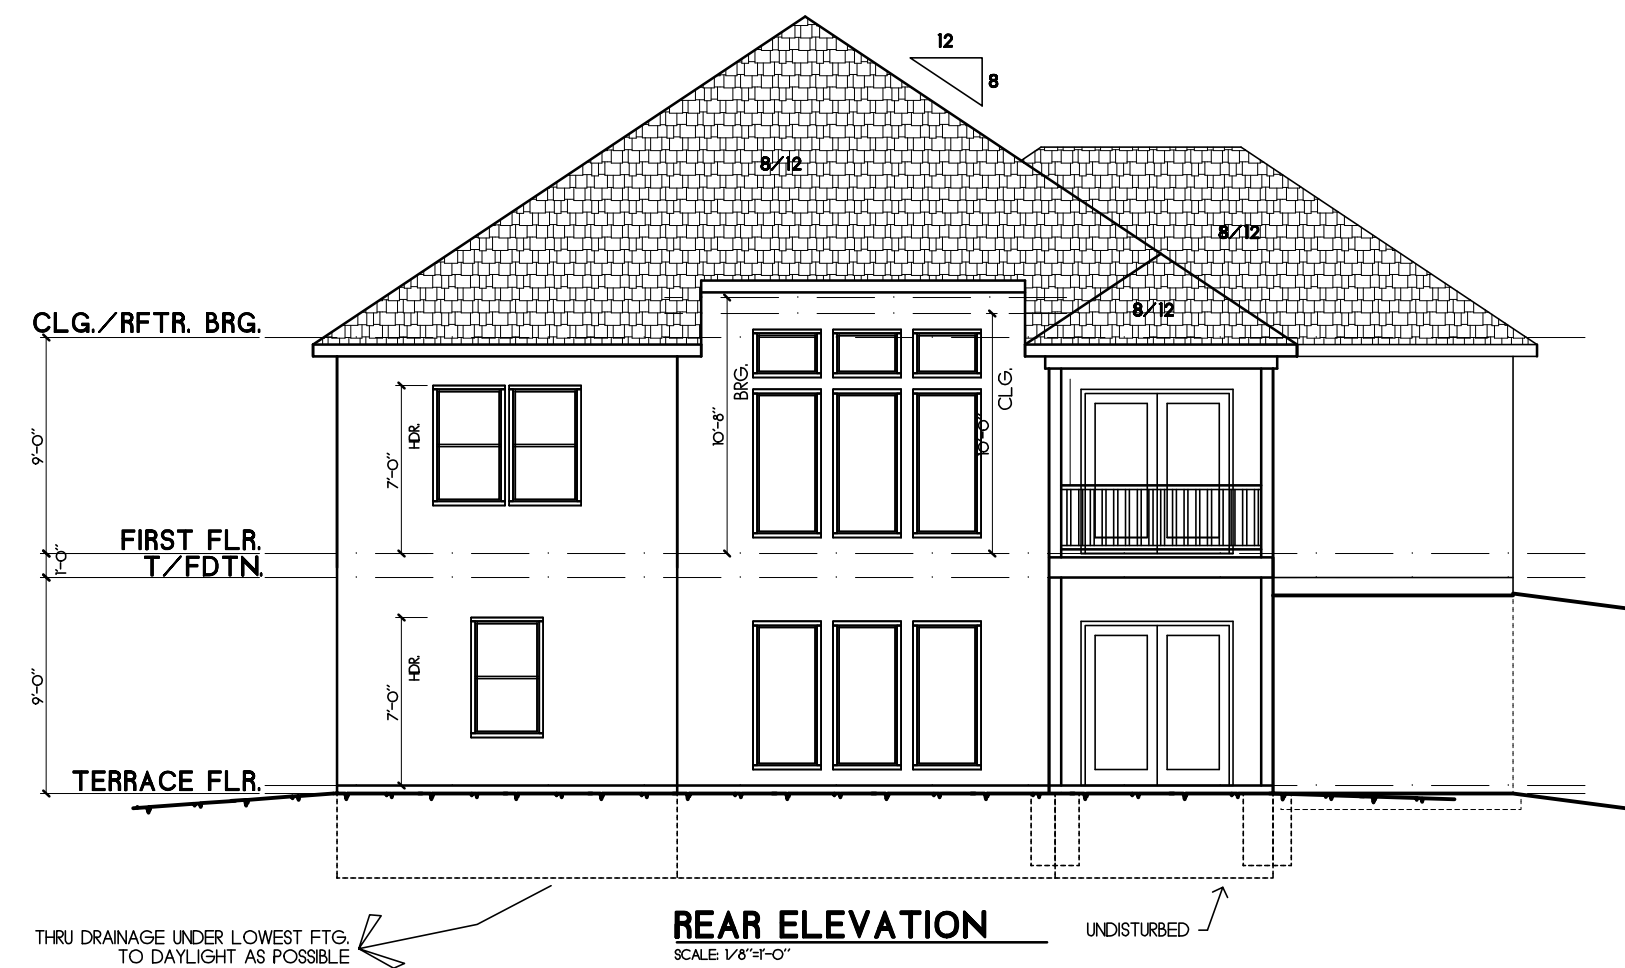 12
8
8/12
8/12
8/12
CLG./RFTR. BRG.
BRG.
CLG.
10'-8"
10'-0"
HDR.
7'-0"
9'-0"
FIRST FLR.
1'-0"
T/FDTN.
HDR.
7'-0"
9'-0"
TERRACE FLR.
THRU DRAINAGE UNDER LOWEST FTG.
TO DAYLIGHT AS POSSIBLE
REAR ELEVATION
SCALE: 1/8"=1'-0"
UNDISTURBED